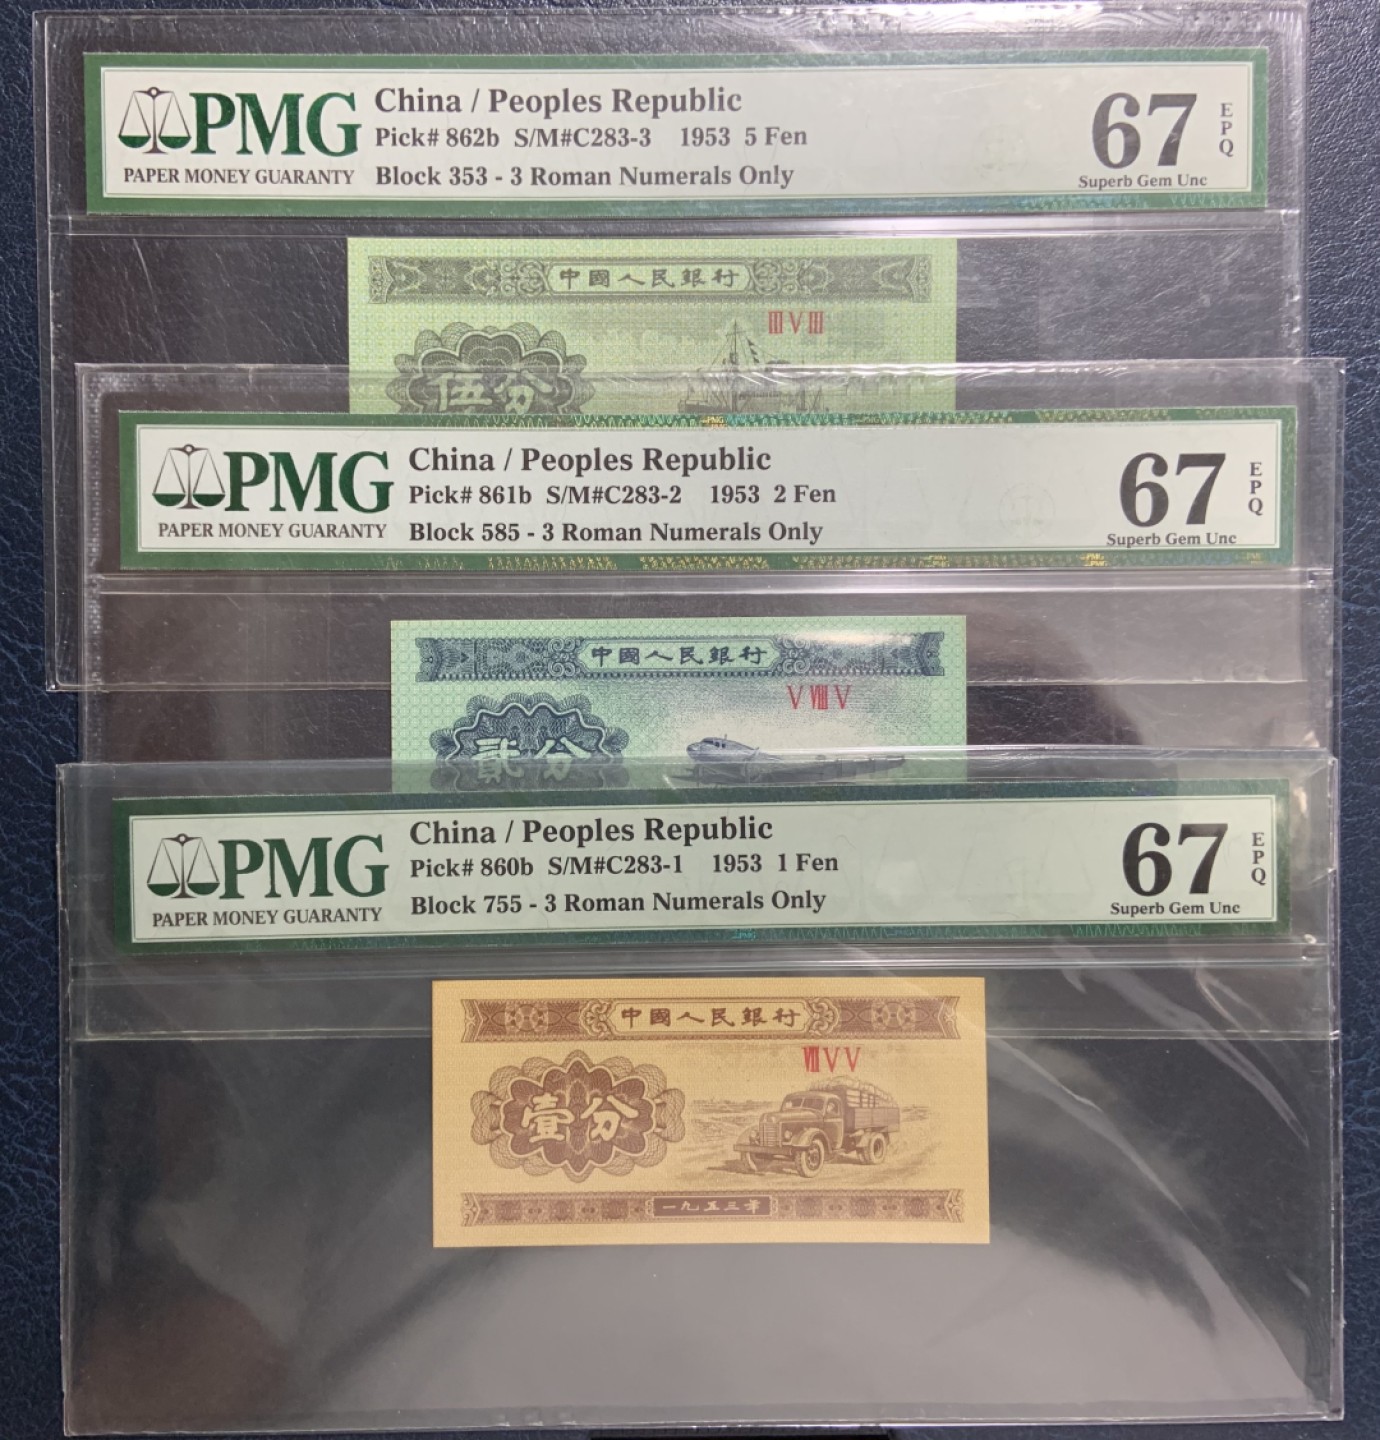 PMG
PAPER MONEY GUARANTY
China / Peoples Republic
Pick# 862b S/M#C283-3 1953 5 Fen
Block 353 - 3 Roman Numerals Only
67
EPQ
Superb Gem Unc
中國人民銀行
III V III
伍分
PMG
PAPER MONEY GUARANTY
China / Peoples Republic
Pick# 861b S/M#C283-2 1953 2 Fen
Block 585 - 3 Roman Numerals Only
67
EPQ
Superb Gem Unc
中國人民銀行
V VIII V
貳分
PMG
PAPER MONEY GUARANTY
China / Peoples Republic
Pick# 860b S/M#C283-1 1953 1 Fen
Block 755 - 3 Roman Numerals Only
67
EPQ
Superb Gem Unc
中國人民銀行
VII V V
壹分
一九五三年